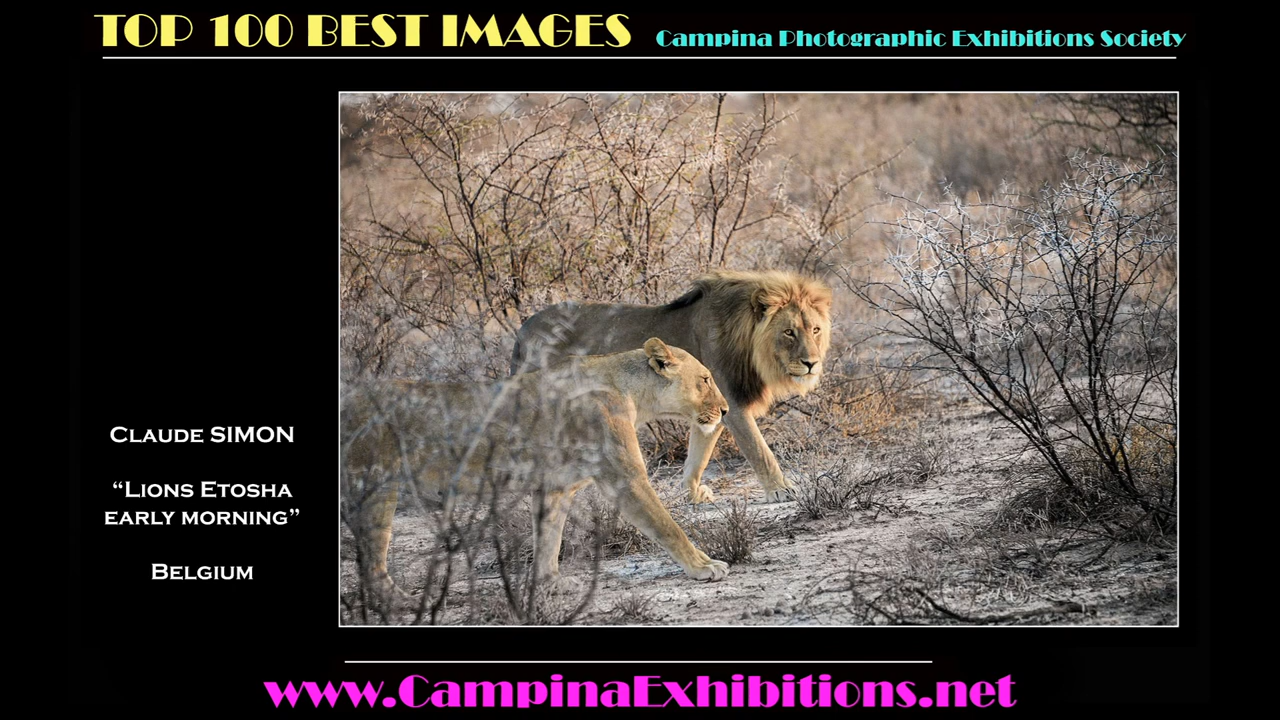 TOP 100 BEST IMAGES Campina Photographic Exhibitions Society
Claude SIMON
“Lions Etosha
early morning”
Belgium
www.CampinaExhibitions.net